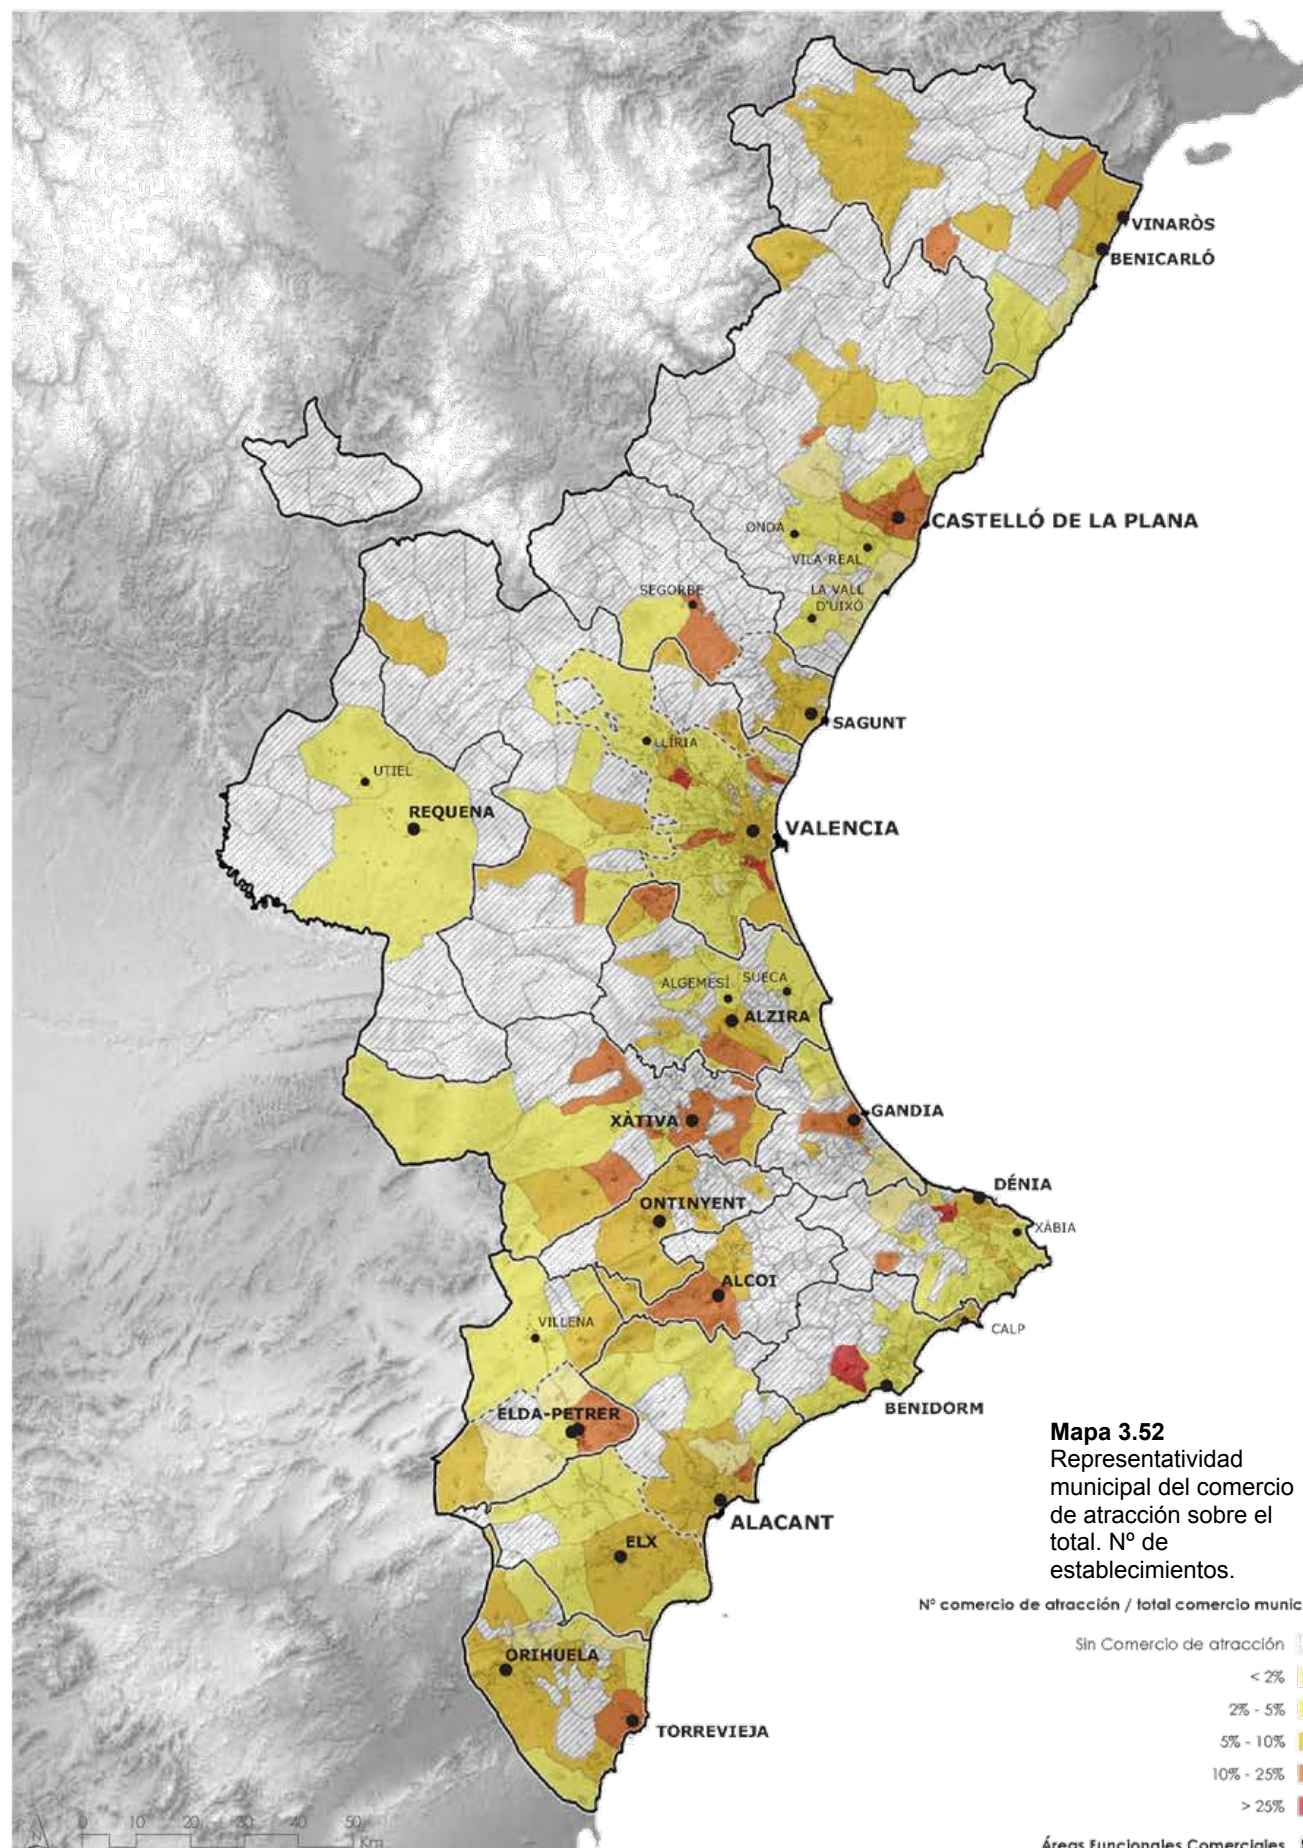 VINARÒS
BENICARLÓ
CASTELLÓ DE LA PLANA
ONDA
VILA-REAL
SEGORBE
LA VALL
D'UIXÓ
SAGUNT
LLÍRIA
UTIEL
REQUENA
VALENCIA
ALGEMESÍ
SUECA
ALZIRA
XÀTIVA
GANDIA
DÉNIA
ONTINYENT
XÀBIA
ALCOI
VILLENA
CALP
ELDA-PETRER
BENIDORM
Mapa 3.52
Representatividad
municipal del comercio
de atracción sobre el
total. Nº de
establecimientos.
ALACANT
ELX
Nº comercio de atracción / total comercio munic
Sin Comercio de atracción
< 2%
2% - 5%
5% - 10%
10% - 25%
> 25%
Áreas Funcionales Comerciales
ORIHUELA
TORREVIEJA
0 10 20 30 40 50
Km